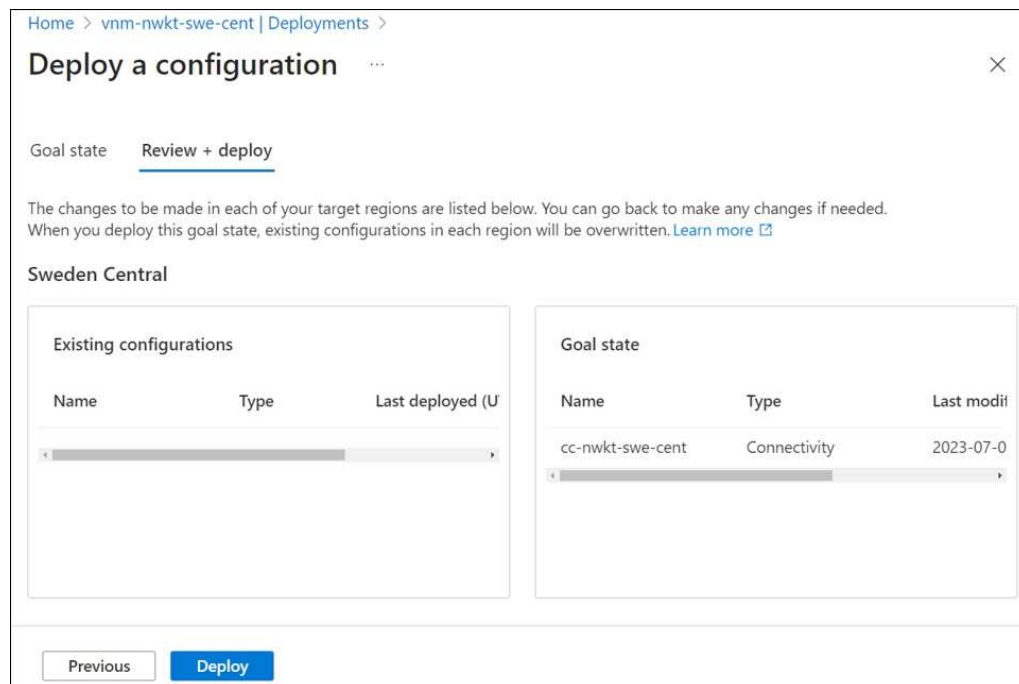 Home > vnm-nwkt-swe-cent | Deployments >
Deploy a configuration ...
Goal state Review + deploy
The changes to be made in each of your target regions are listed below. You can go back to make any changes if needed.
When you deploy this goal state, existing configurations in each region will be overwritten. Learn more
Sweden Central
Existing configurations
Name Type Last deployed (U
Goal state
Name Type Last modif
cc-nwkt-swe-cent Connectivity 2023-07-0
Previous Deploy